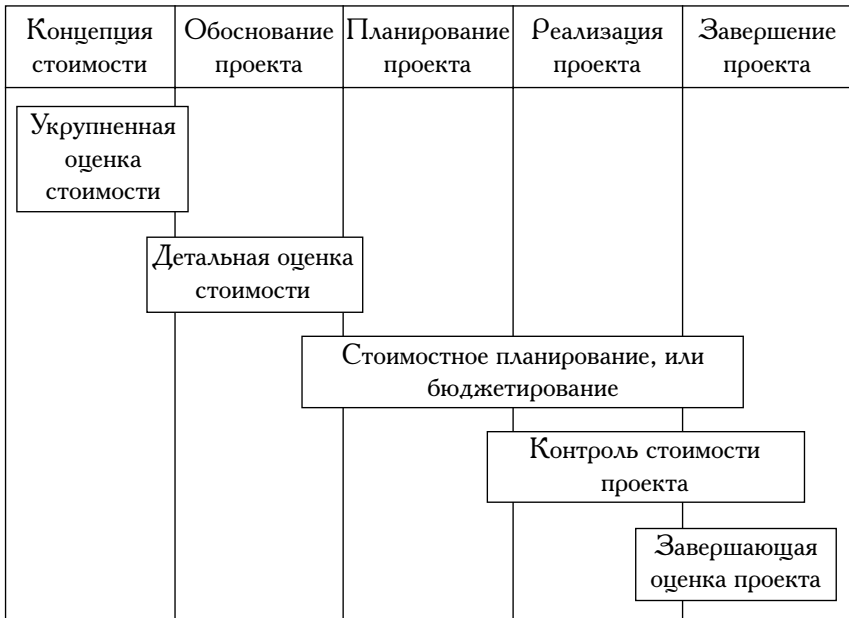 Концепция
стоимости
Обоснование
проекта
Планирование
проекта
Реализация
проекта
Завершение
проекта
Укрупненная
оценка
стоимости
Детальная оценка
стоимости
Стоимостное планирование, или
бюджетирование
Контроль стоимости
проекта
Завершающая
оценка проекта